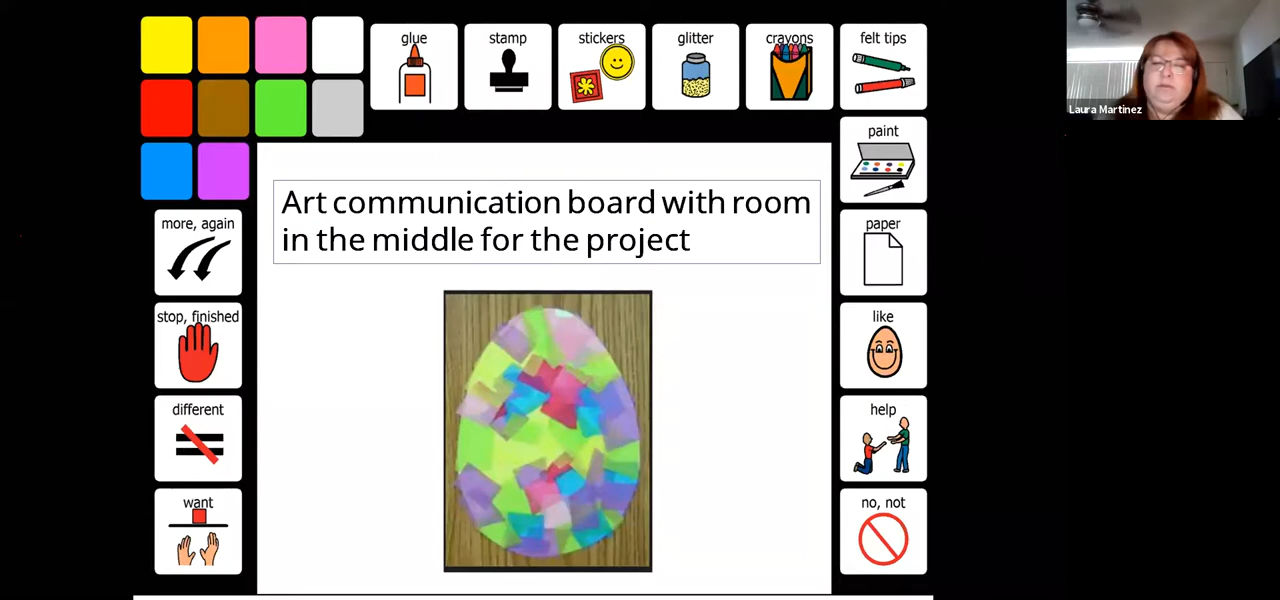 glue
stamp
stickers
glitter
crayons
felt tips
Laura Martinez
paint
more, again
paper
Art communication board with room
in the middle for the project
stop, finished
like
different
help
want
no, not